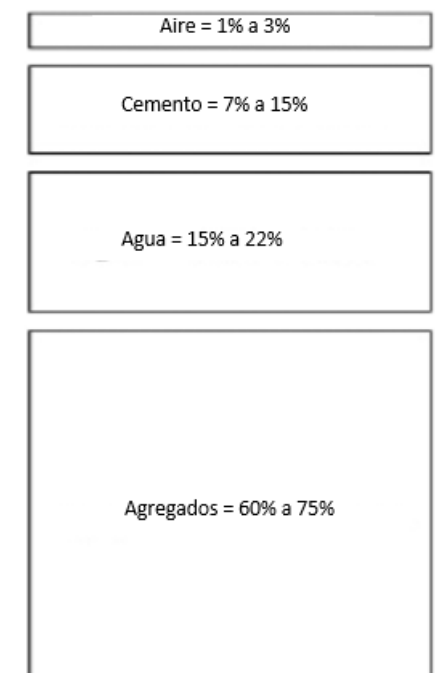 Aire = 1% a 3%
Cemento = 7% a 15%
Agua = 15% a 22%
Agregados = 60% a 75%